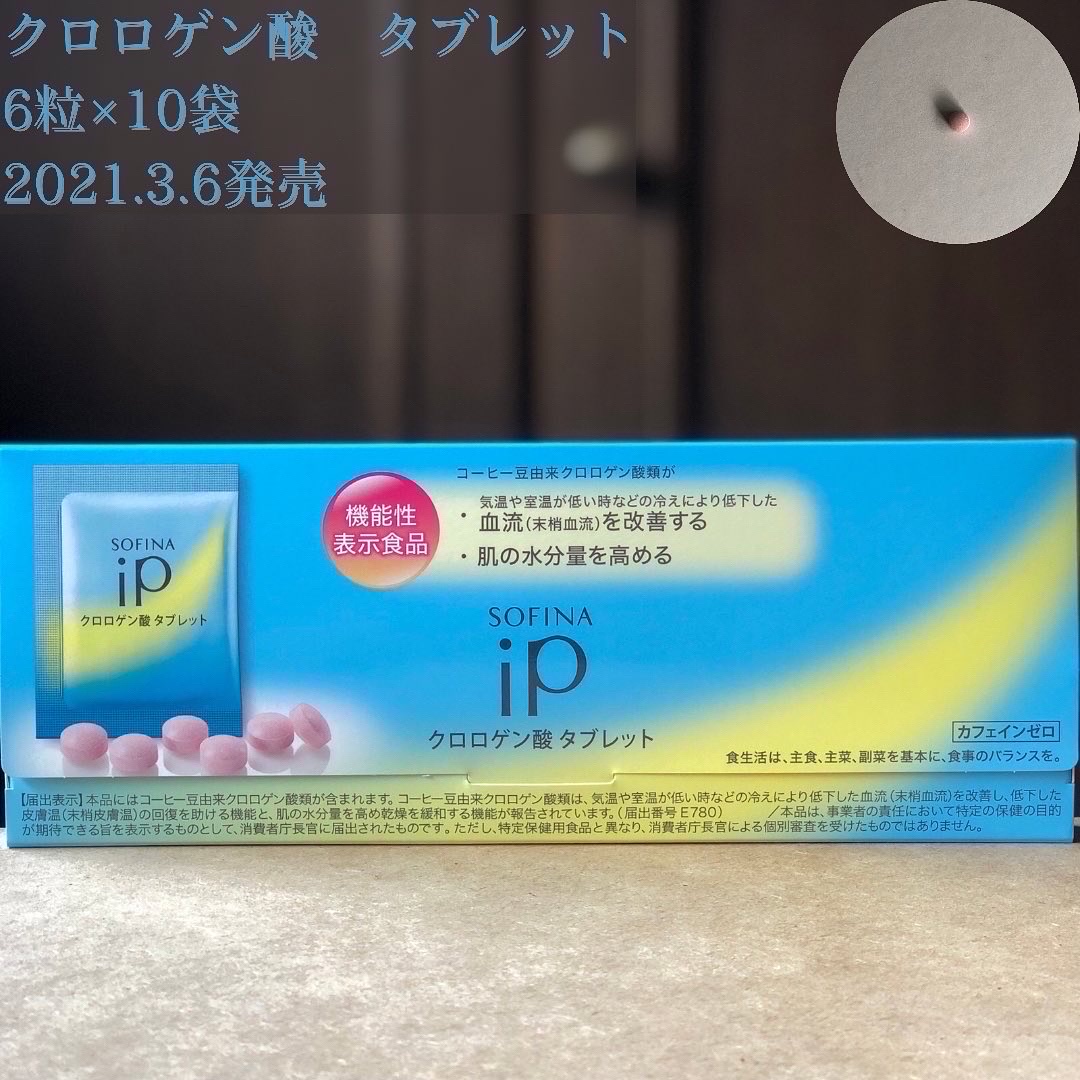 クロロゲン酸　タブレット
6粒×10袋
2021.3.6発売
コーヒー豆由来クロロゲン酸類が
機能性
表示食品
気温や室温が低い時などの冷えにより低下した
・血流(末梢血流)を改善する
・肌の水分量を高める
SOFINA
iP
クロロゲン酸 タブレット
SOFINA
iP
クロロゲン酸 タブレット
カフェインゼロ
食生活は、主食、主菜、副菜を基本に、食事のバランスを。
【届出表示】本品にはコーヒー豆由来クロロゲン酸類が含まれます。コーヒー豆由来クロロゲン酸類は、気温や室温が低い時などの冷えにより低下した血流(末梢血流)を改善し、低下した
皮膚温(末梢皮膚温)の回復を助ける機能と、肌の水分量を高め乾燥を緩和する機能が報告されています。(届出番号E780)　/本品は、事業者の責任において特定の保健の目的
が期待できる旨を表示するものとして、消費者庁長官に届出されたものです。ただし、特定保健用食品と異なり、消費者庁長官による個別審査を受けたものではありません。